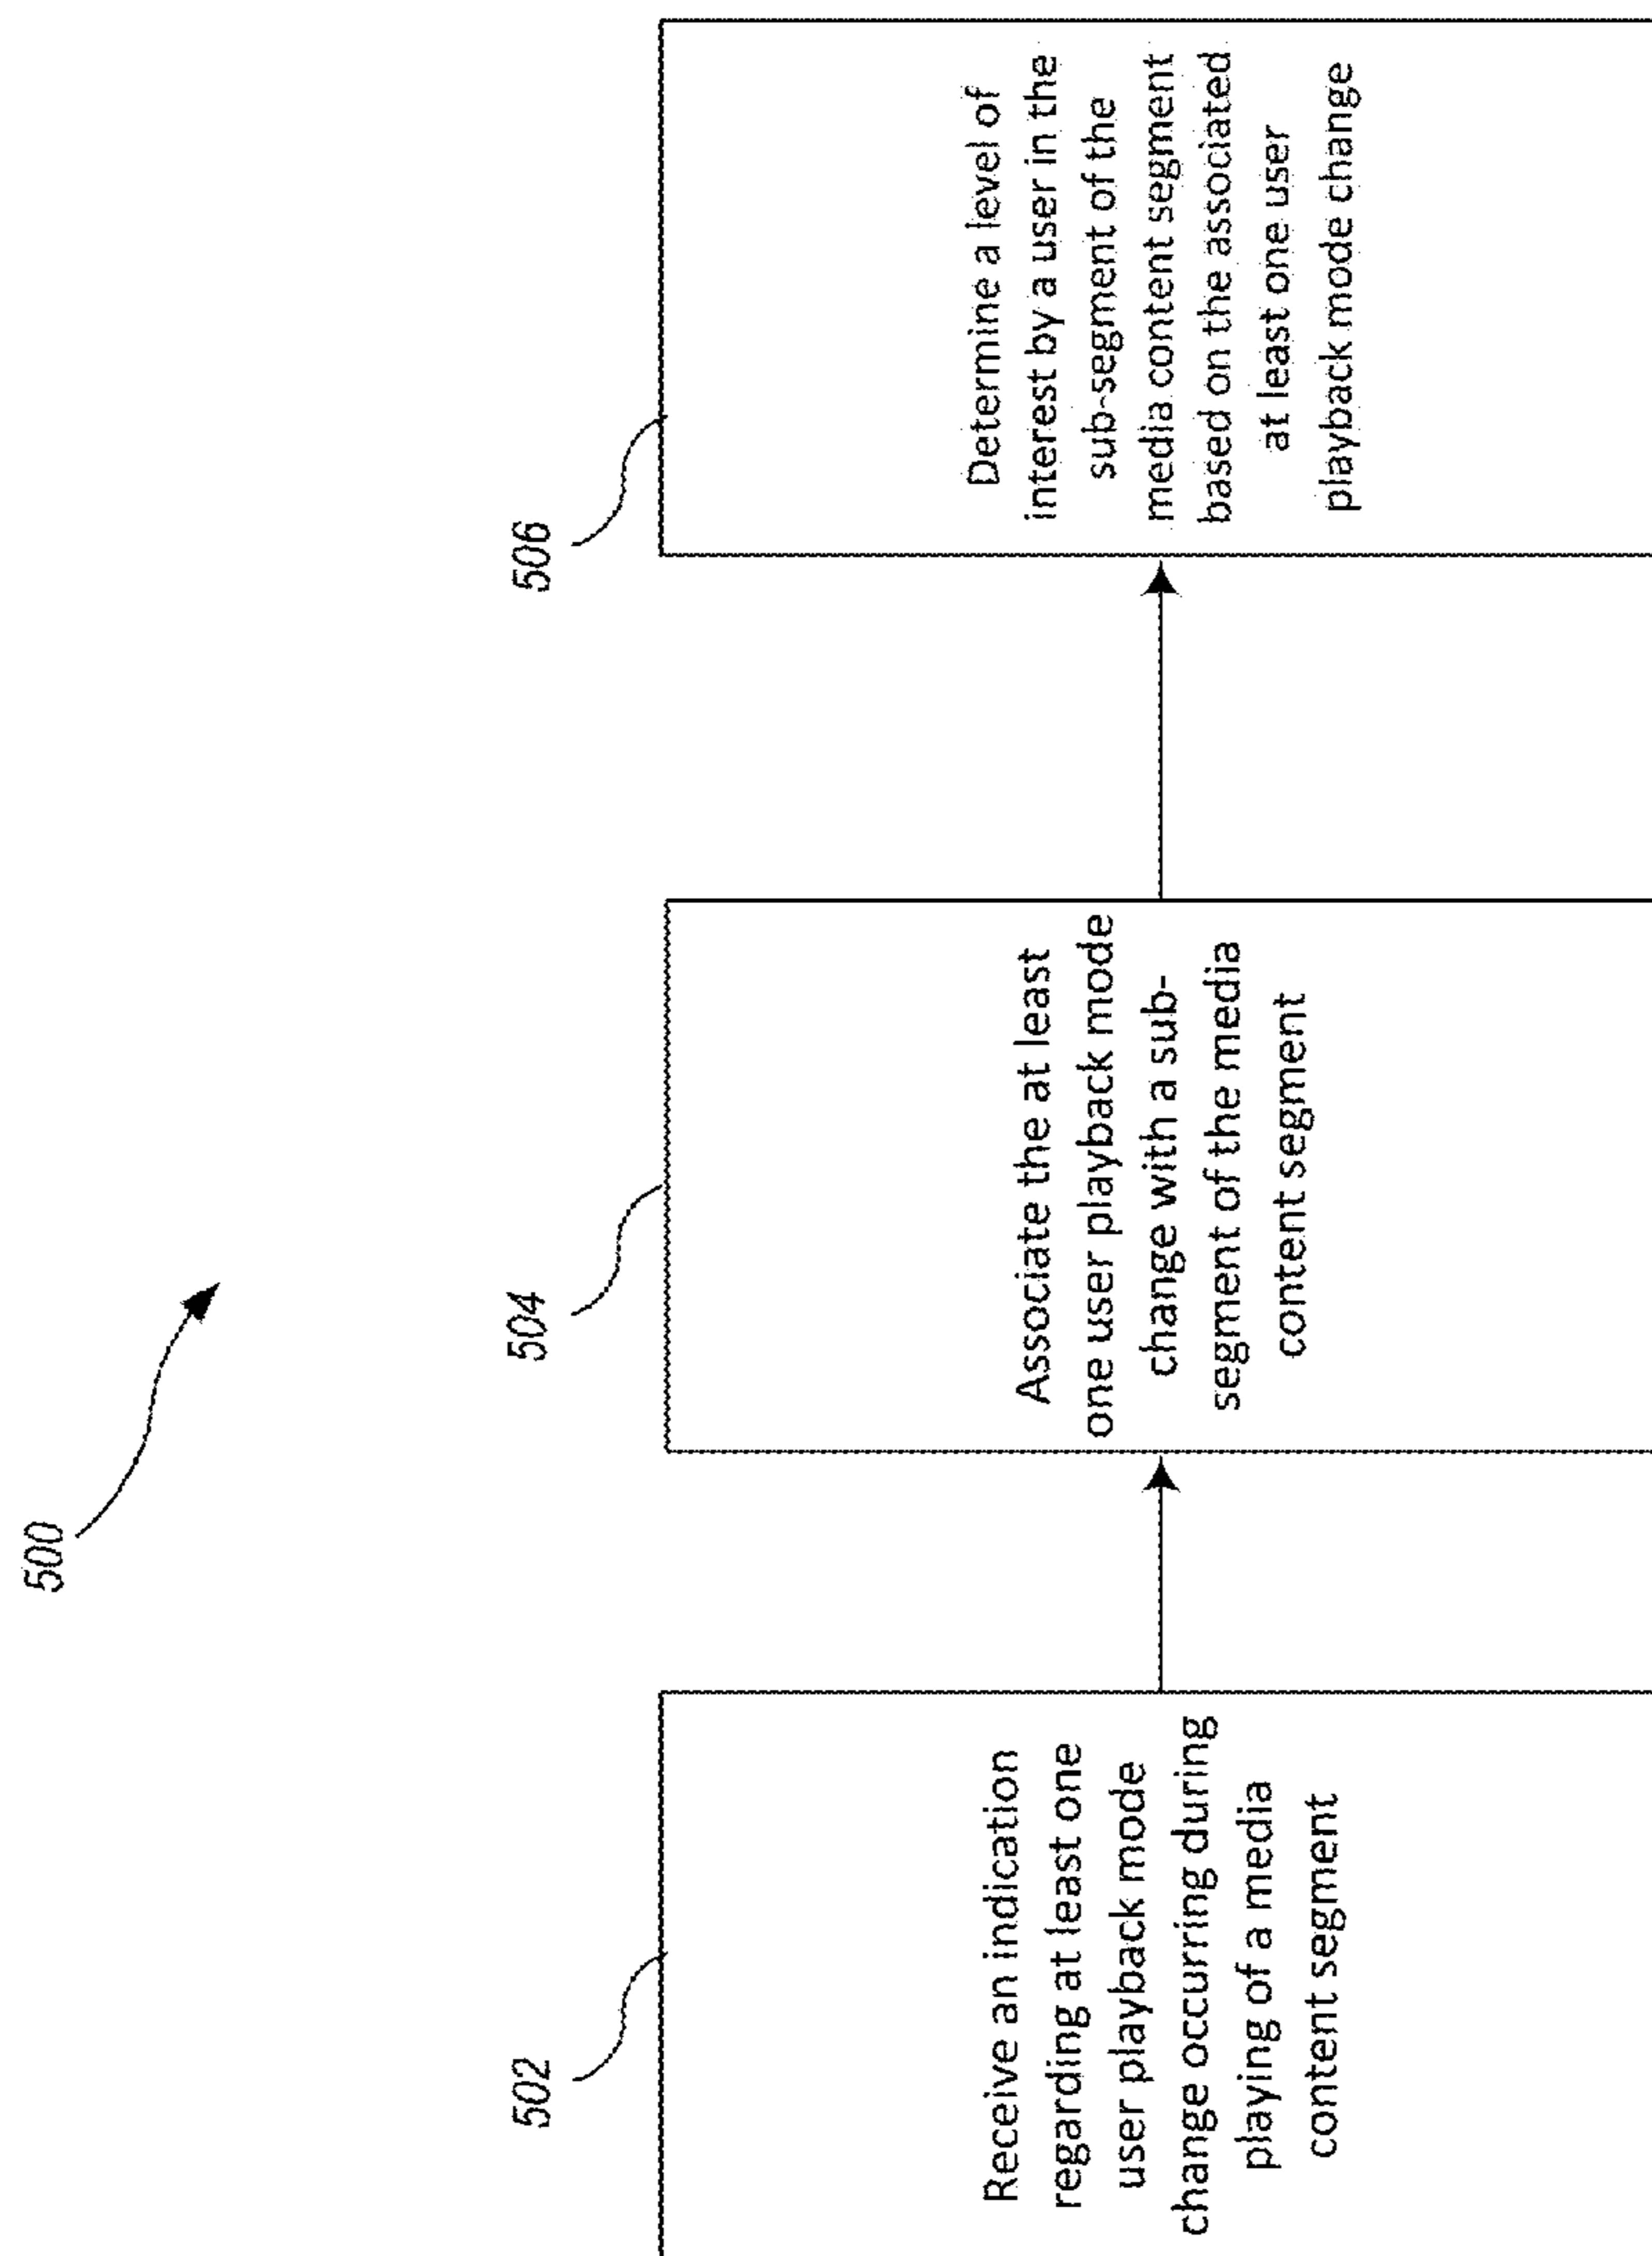 500
502
Receive an indication
regarding at least one
user playback mode
change occurring during
playing of a media
content segment
504
Associate the at least
one user playback mode
change with a sub-
segment of the media
content segment
506
Determine a level of
interest by a user in the
sub-segment of the
media content segment
based on the associated
at least one user
playback mode change